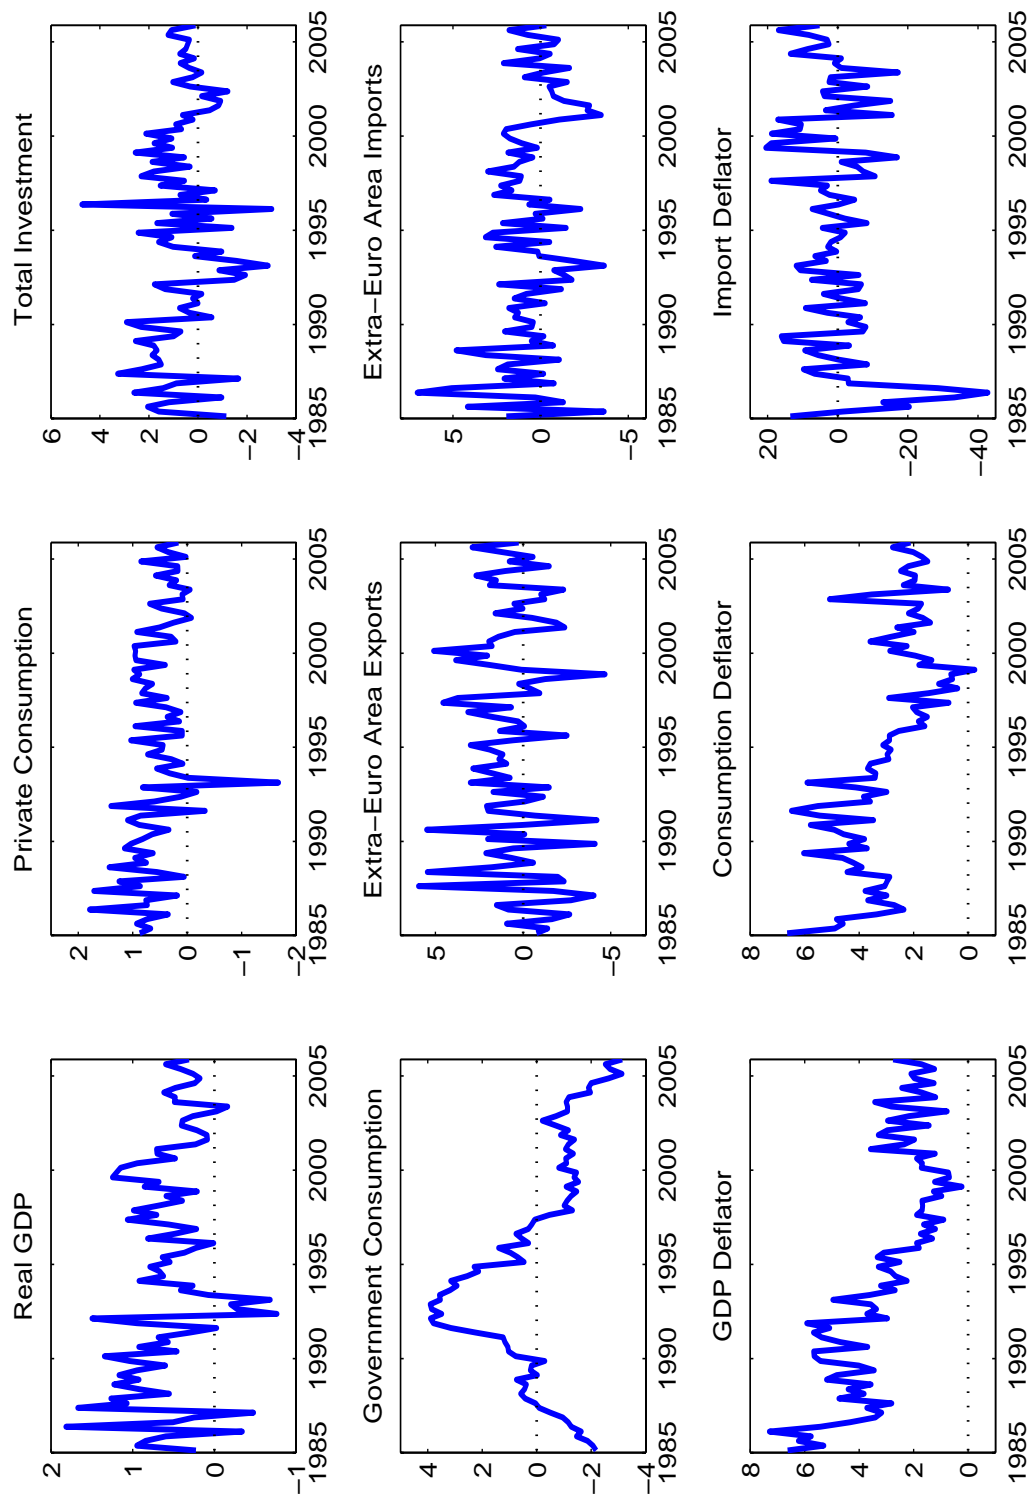 Real GDP
2
1
0
−1
1985 1990 1995 2000 2005
Private Consumption
2
1
0
−1
−2
1985 1990 1995 2000 2005
Total Investment
6
4
2
0
−2
−4
1985 1990 1995 2000 2005
Government Consumption
4
2
0
−2
−4
1985 1990 1995 2000 2005
Extra−Euro Area Exports
5
0
−5
1985 1990 1995 2000 2005
Extra−Euro Area Imports
5
0
−5
1985 1990 1995 2000 2005
GDP Deflator
8
6
4
2
0
1985 1990 1995 2000 2005
Consumption Deflator
8
6
4
2
0
1985 1990 1995 2000 2005
Import Deflator
20
0
−20
−40
1985 1990 1995 2000 2005